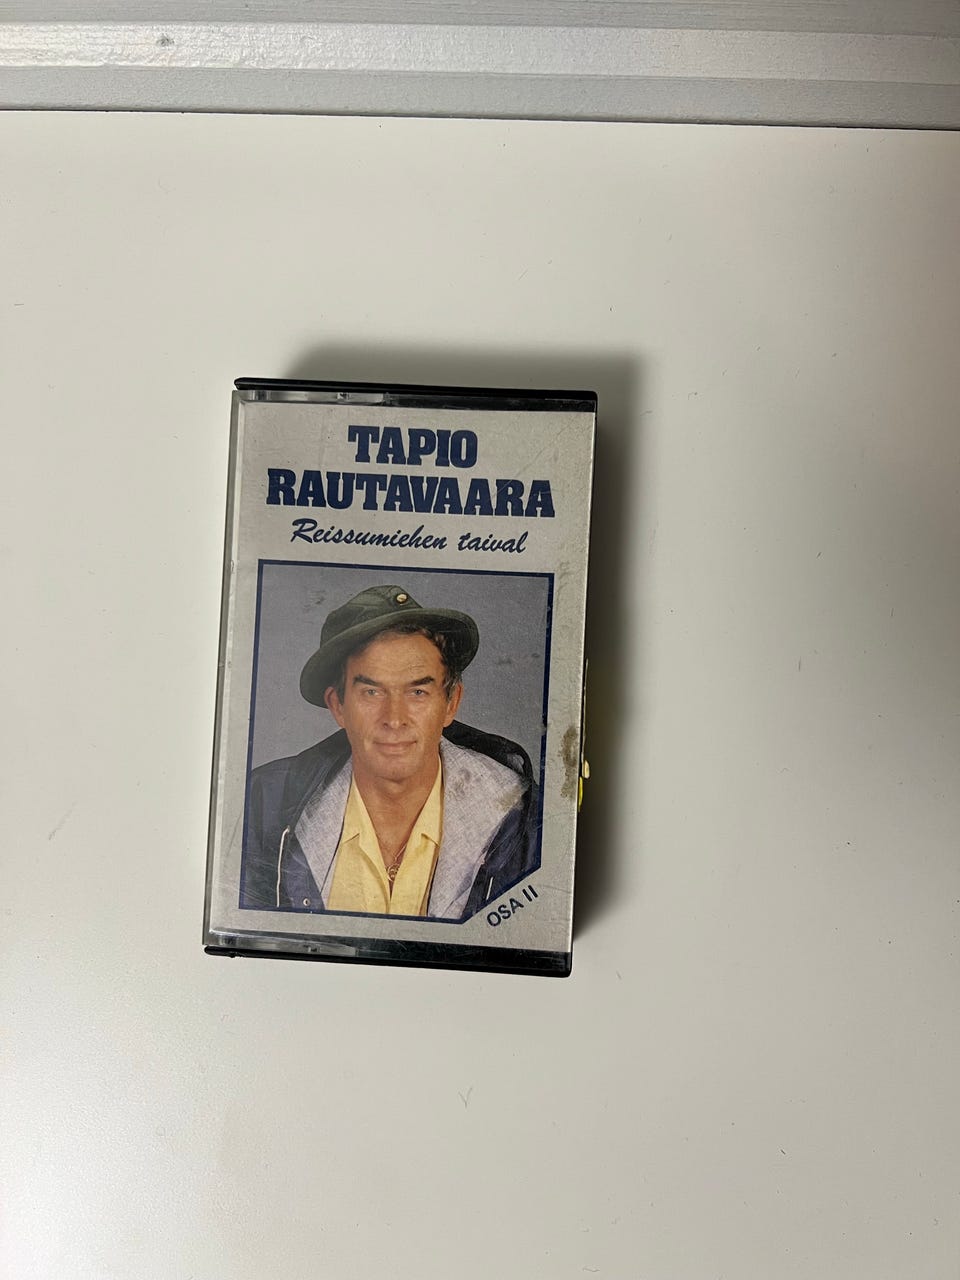 TAPIO
RAUTAVAARA
Reissumiehen taival
OSA II